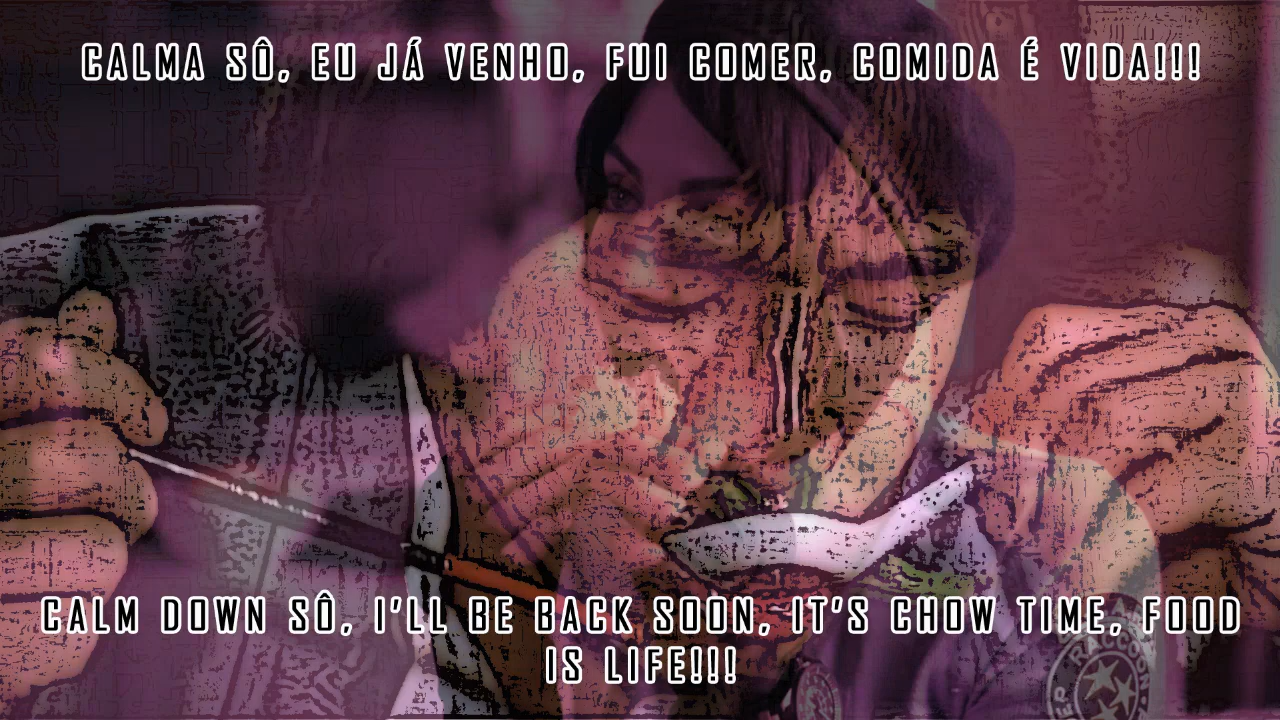 CALMA SÔ, EU JÁ VENHO, FUI COMER, COMIDA É VIDA!!!
CALM DOWN SÔ, I'LL BE BACK SOON, IT'S CHOW TIME, FOOD
IS LIFE!!!
RACCOON